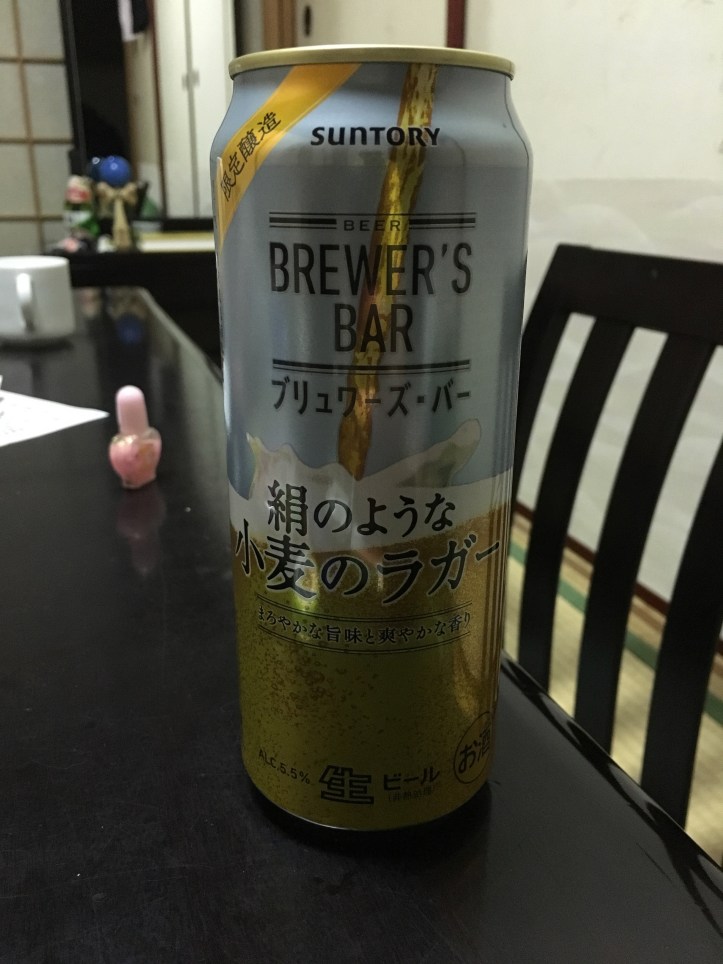 限定醸造
SUNTORY
BEER
BREWER'S
BAR
ブリュワーズ・バー
絹のような
小麦のラガー
まろやかな旨味と爽やかな香り
ALC.5.5%
生
ビール
お酒